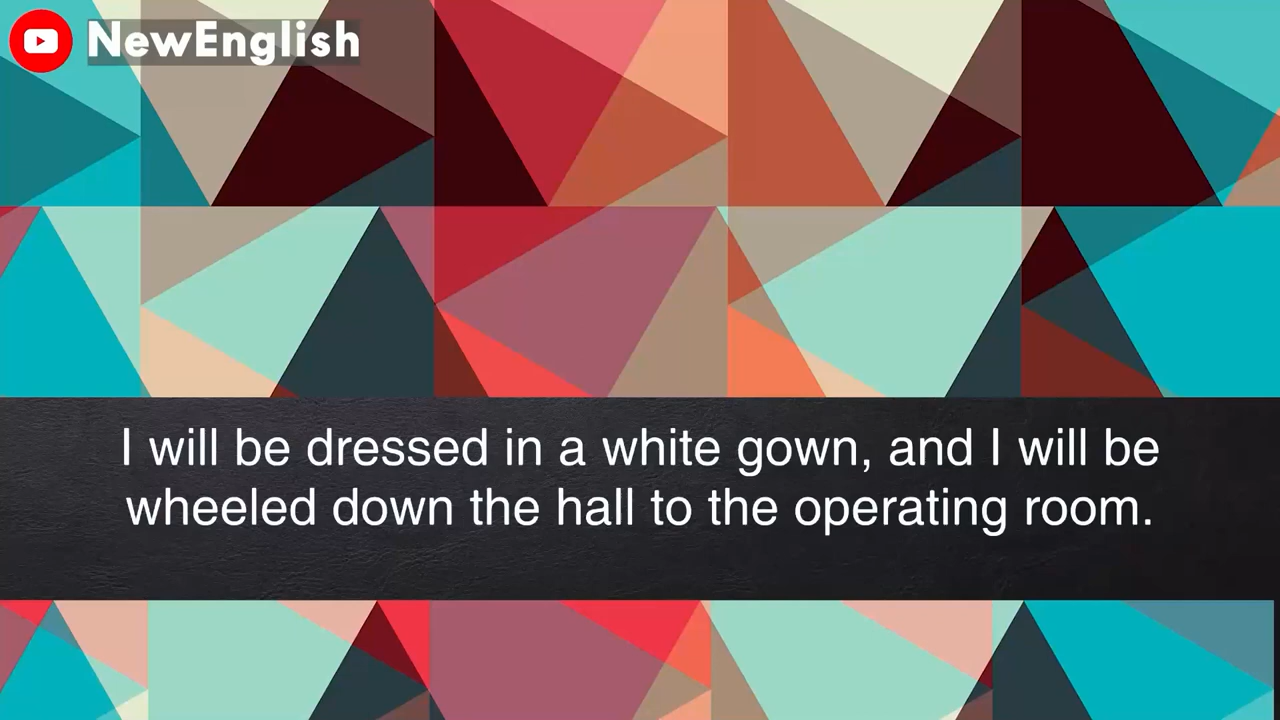 NewEnglish
I will be dressed in a white gown, and I will be
wheeled down the hall to the operating room.